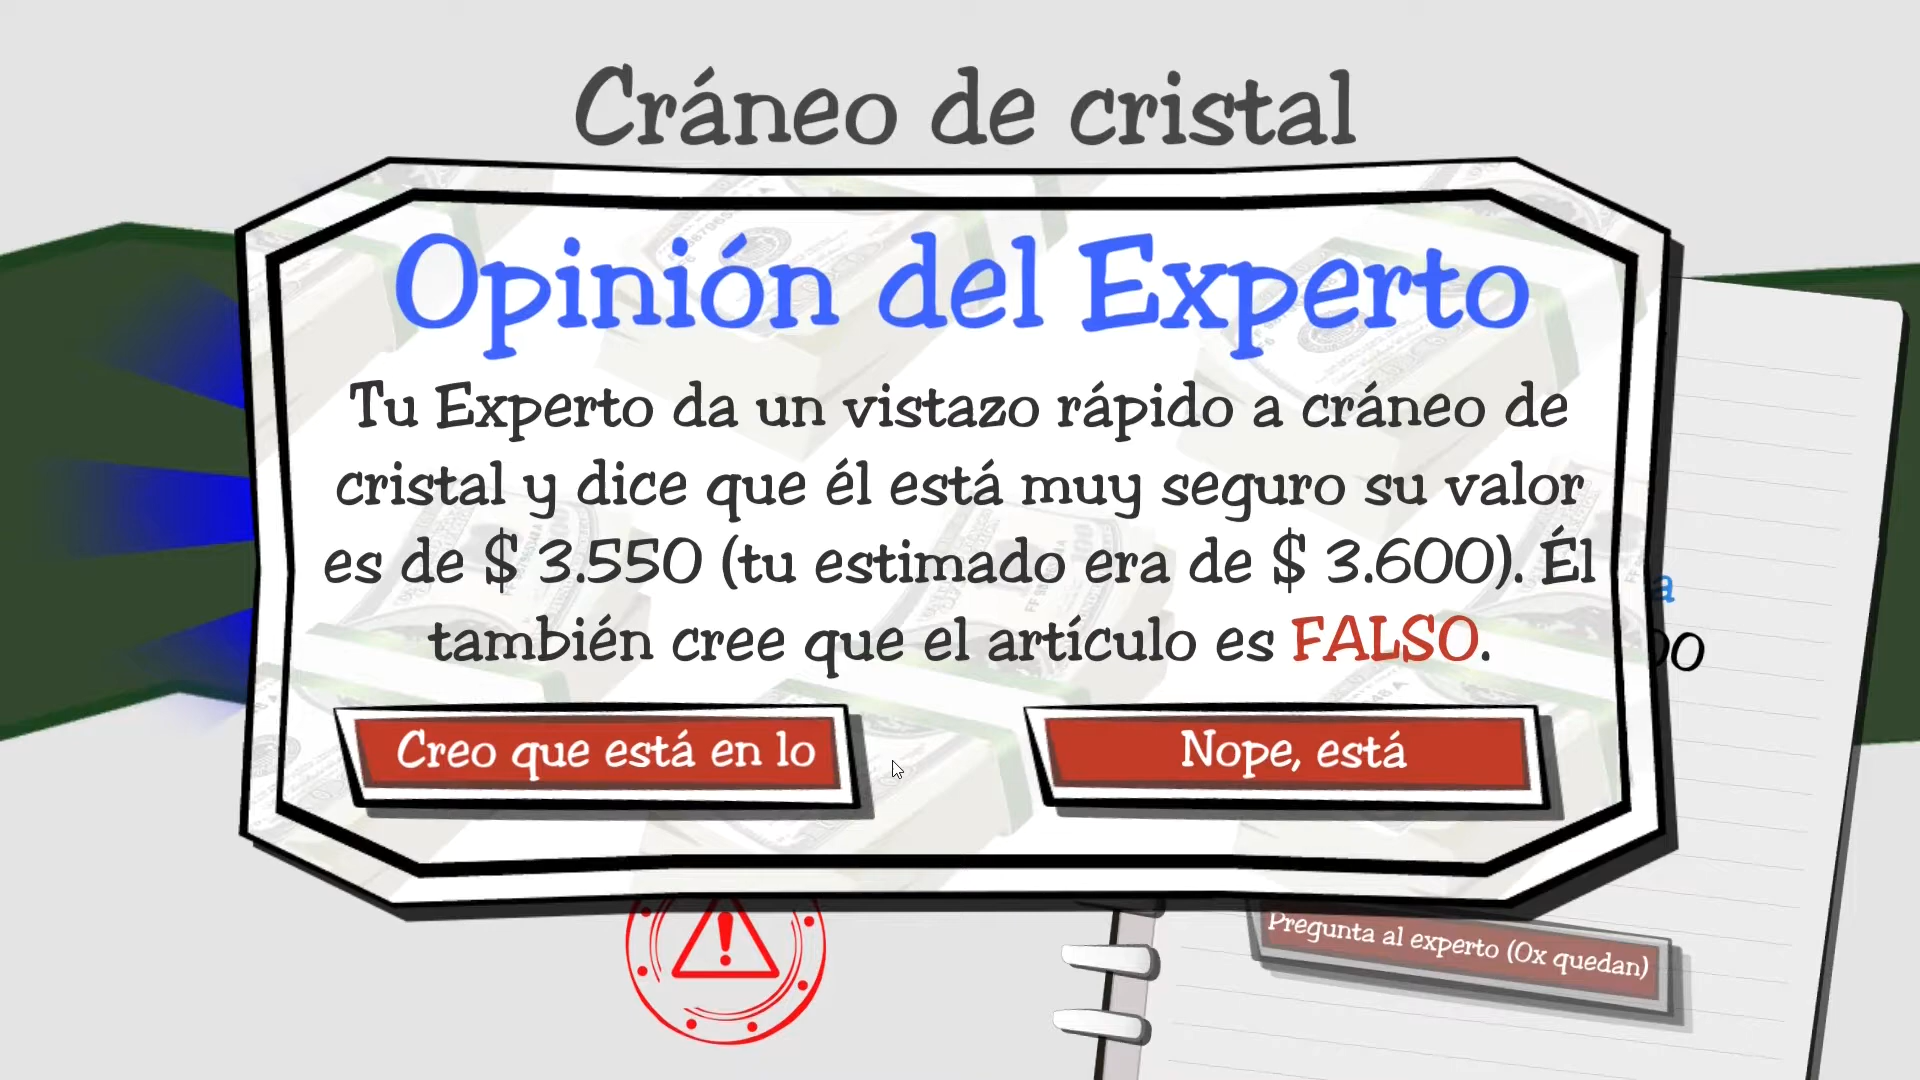 Cráneo de cristal
Opinión del Experto
Tu Experto da un vistazo rápido a cráneo de
cristal y dice que él está muy seguro su valor
es de $ 3.550 (tu estimado era de $ 3.600). Él
también cree que el artículo es FALSO.
Creo que está en lo
Nope, está
Pregunta al experto (0x quedan)